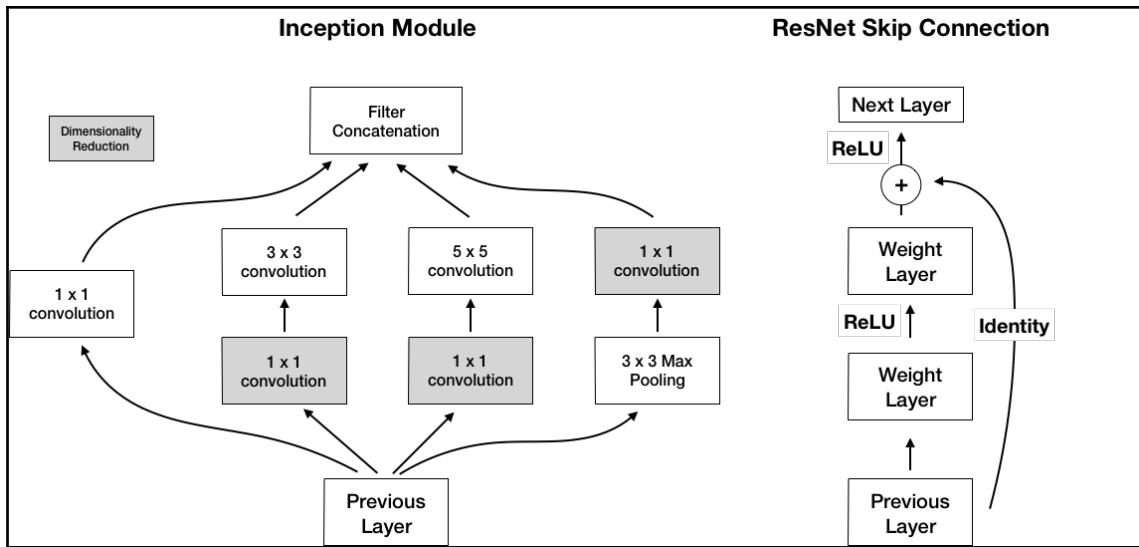 Inception Module
ResNet Skip Connection
Dimensionality
Reduction
Filter
Concatenation
1 x 1
convolution
3 x 3
convolution
5 x 5
convolution
1 x 1
convolution
1 x 1
convolution
1 x 1
convolution
3 x 3 Max
Pooling
Previous
Layer
Next Layer
ReLU
+
Weight
Layer
ReLU
Identity
Weight
Layer
Previous
Layer